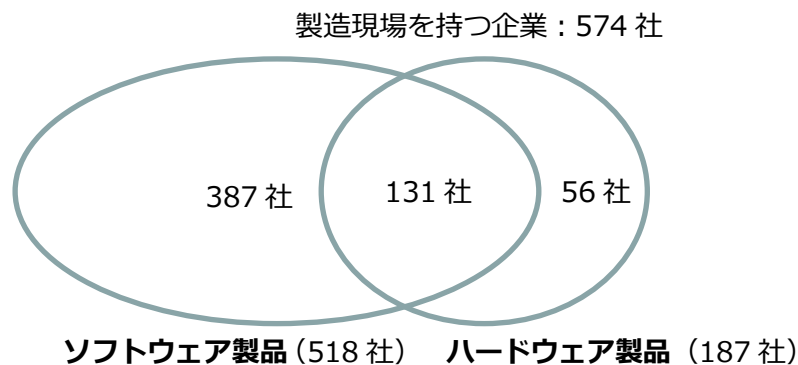 製造現場を持つ企業：574 社
387 社
131 社
56 社
ソフトウェア製品（518 社） ハードウェア製品（187 社）